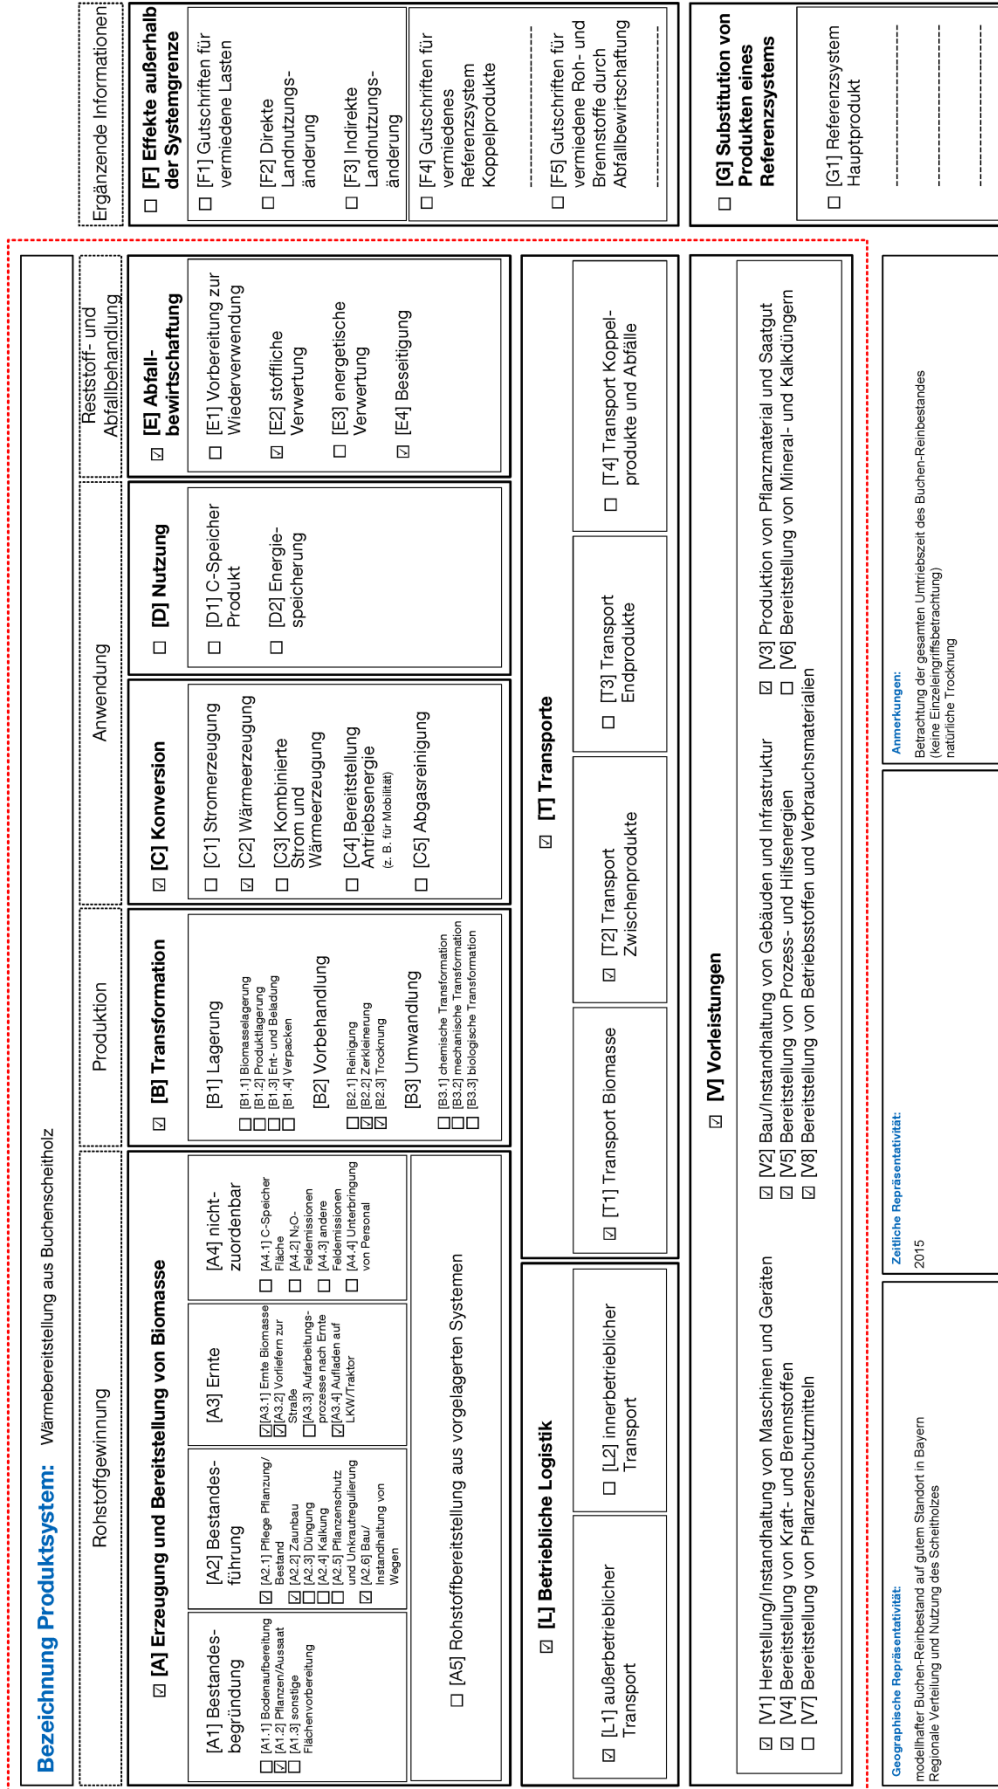 Bezeichnung Produktsystem: Wärmebereitstellung aus Buchenscheitholz
Rohstoffgewinnung
Produktion
Anwendung
Reststoff- und
Abfallbehandlung
Ergänzende Informationen
☑ [A] Erzeugung und Bereitstellung von Biomasse
[A1] Bestandes-
begründung
☐ [A1.1] Bodenaufbereitung
☑ [A1.2] Pflanzen/Aussaat
☐ [A1.3] sonstige
Flächenvorbereitung
[A2] Bestandes-
führung
☑ [A2.1] Pflege Pflanzung/
Bestand
☑ [A2.2] Zaunbau
☐ [A2.3] Düngung
☐ [A2.4] Kalkung
☐ [A2.5] Pflanzenschutz
und Unkrautregulierung
☑ [A2.6] Bau/
Instandhaltung von
Wegen
[A3] Ernte
☑ [A3.1] Ernte Biomasse
☑ [A3.2] Vorliefern zur
Straße
☐ [A3.3] Aufarbeitungs-
prozesse nach Ernte
☑ [A3.4] Aufladen auf
LKW/Traktor
[A4] nicht-
zuordenbar
☐ [A4.1] C-Speicher
Fläche
☐ [A4.2] N₂O-
Feldemissionen
☐ [A4.3] andere
Feldemissionen
☐ [A4.4] Unterbringung
von Personal
☐ [A5] Rohstoffbereitstellung aus vorgelagerten Systemen
☑ [B] Transformation
[B1] Lagerung
☐ [B1.1] Biomasselagerung
☐ [B1.2] Produktlagerung
☐ [B1.3] Ent- und Beladung
☐ [B1.4] Verpacken
[B2] Vorbehandlung
☐ [B2.1] Reinigung
☑ [B2.2] Zerkleinerung
☑ [B2.3] Trocknung
[B3] Umwandlung
☐ [B3.1] chemische Transformation
☐ [B3.2] mechanische Transformation
☐ [B3.3] biologische Transformation
☑ [C] Konversion
☐ [C1] Stromerzeugung
☑ [C2] Wärmeerzeugung
☐ [C3] Kombinierte
Strom und
Wärmeerzeugung
☐ [C4] Bereitstellung
Antriebsenergie
(z. B. für Mobilität)
☐ [C5] Abgasreinigung
☐ [D] Nutzung
☐ [D1] C-Speicher
Produkt
☐ [D2] Energie-
speicherung
☑ [E] Abfall-
bewirtschaftung
☐ [E1] Vorbereitung zur
Wiederverwendung
☑ [E2] stoffliche
Verwertung
☐ [E3] energetische
Verwertung
☑ [E4] Beseitigung
☐ [F] Effekte außerhalb
der Systemgrenze
☐ [F1] Gutschriften für
vermiedene Lasten
☐ [F2] Direkte
Landnutzungs-
änderung
☐ [F3] Indirekte
Landnutzungs-
änderung
☐ [F4] Gutschriften für
vermiedenes
Referenzsystem
Koppelprodukte
☐ [F5] Gutschriften für
vermiedene Roh- und
Brennstoffe durch
Abfallbewirtschaftung
☑ [L] Betriebliche Logistik
☑ [L1] außerbetrieblicher
Transport
☐ [L2] innerbetrieblicher
Transport
☑ [T] Transporte
☑ [T1] Transport Biomasse
☑ [T2] Transport
Zwischenprodukte
☐ [T3] Transport
Endprodukte
☐ [T4] Transport Koppel-
produkte und Abfälle
☑ [V] Vorleistungen
☑ [V1] Herstellung/Instandhaltung von Maschinen und Geräten
☑ [V2] Bau/Instandhaltung von Gebäuden und Infrastruktur
☑ [V3] Produktion von Pflanzmaterial und Saatgut
☑ [V4] Bereitstellung von Kraft- und Brennstoffen
☑ [V5] Bereitstellung von Prozess- und Hilfsenergien
☐ [V6] Bereitstellung von Mineral- und Kalkdüngern
☐ [V7] Bereitstellung von Pflanzenschutzmitteln
☑ [V8] Bereitstellung von Betriebsstoffen und Verbrauchsmaterialien
☐ [G] Substitution von
Produkten eines
Referenzsystems
☐ [G1] Referenzsystem
Hauptprodukt
Geographische Repräsentativität:
modellhafter Buchen-Reinbestand auf gutem Standort in Bayern
Regionale Verteilung und Nutzung des Scheitholzes
Zeitliche Repräsentativität:
2015
Anmerkungen:
Betrachtung der gesamten Umtriebszeit des Buchen-Reinbestandes
(keine Einzeleingriffsbetrachtung)
natürliche Trocknung